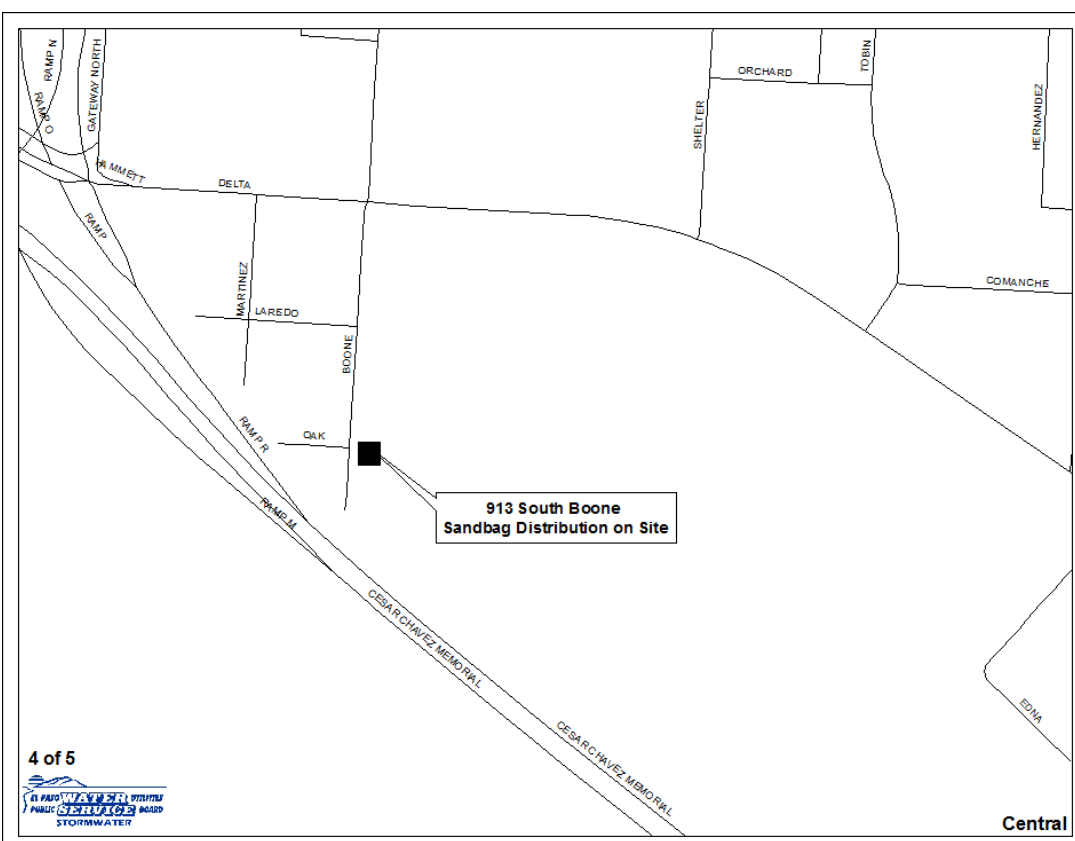 RAMP N
RAMP O
GATEWAY NORTH
HAMMETT
DELTA
RAMP
MARTINEZ
LAREDO
BOONE
OAK
RAMP R
RAMP M
SHELTER
ORCHARD
TOBIN
HERNANDEZ
COMANCHE
913 South Boone
Sandbag Distribution on Site
CESAR CHAVEZ MEMORIAL
CESAR CHAVEZ MEMORIAL
EDNA
4 of 5
EL PASO WATER UTILITIES
PUBLIC SERVICE BOARD
STORMWATER
Central